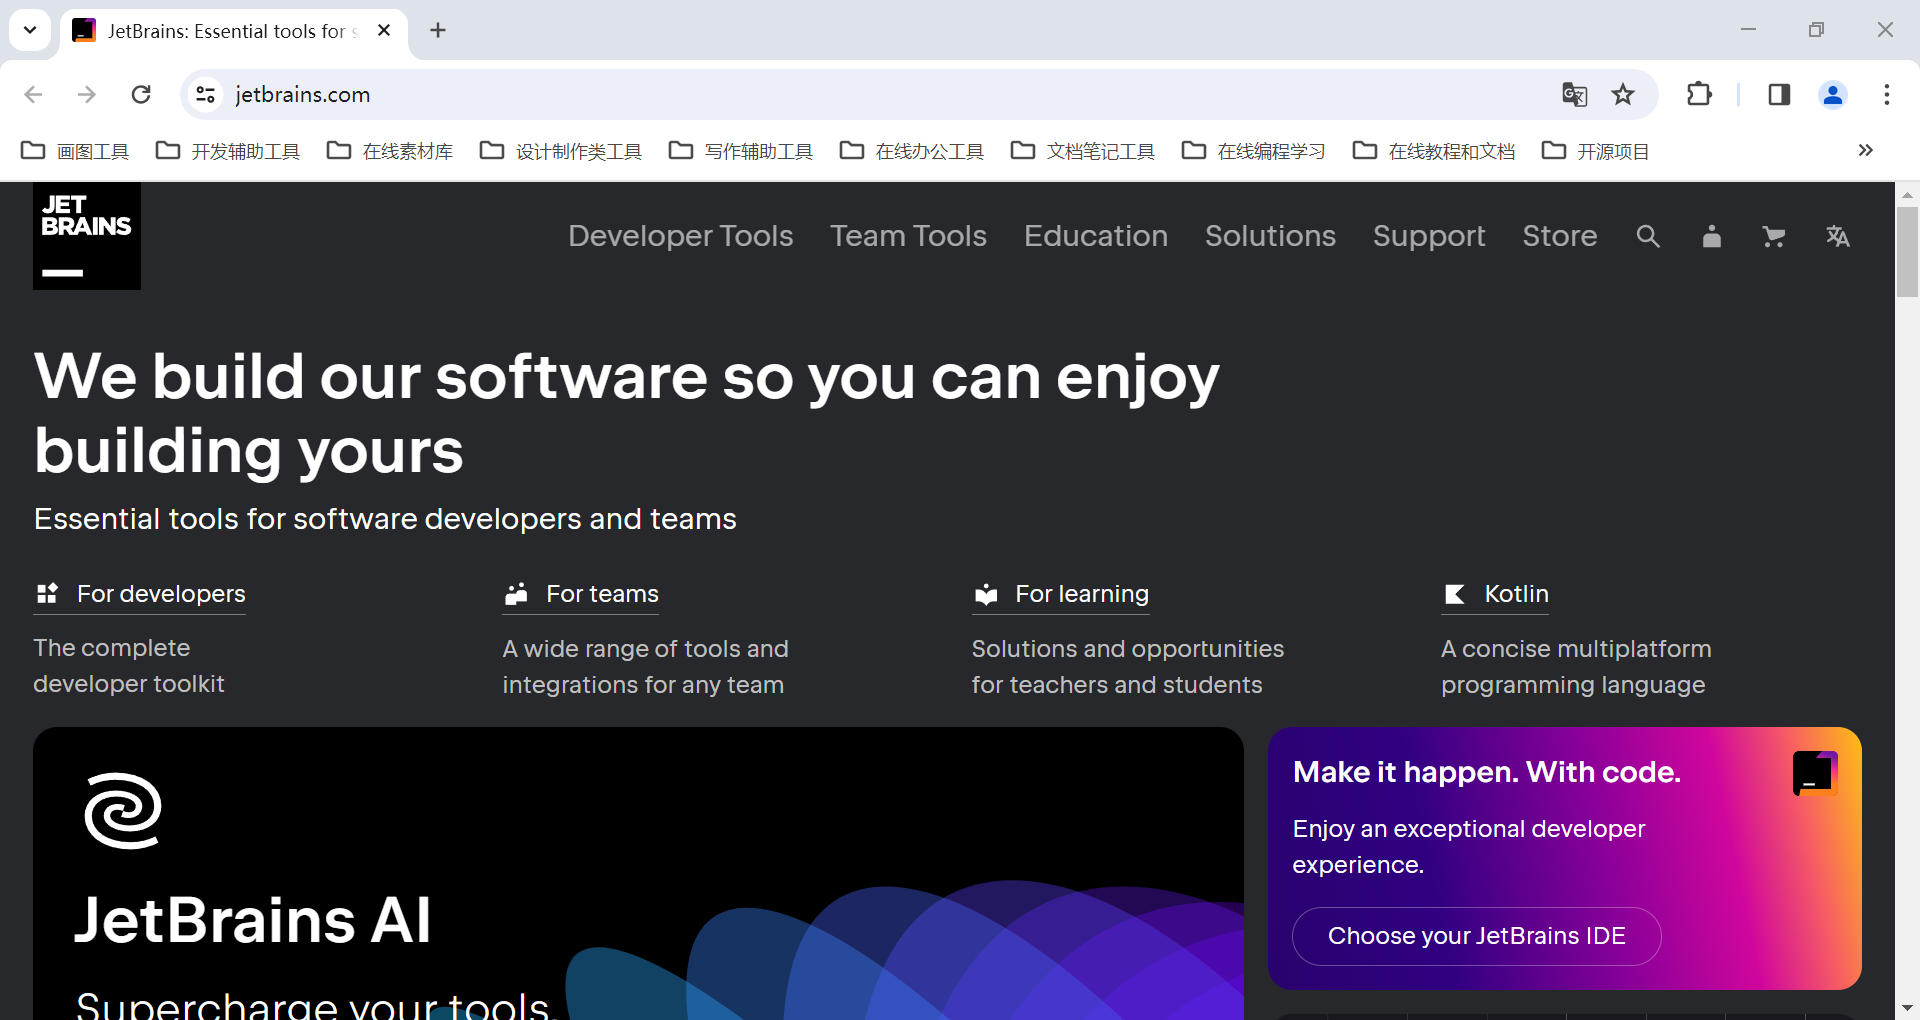 JetBrains: Essential tools for s
jetbrains.com
画图工具 开发辅助工具 在线素材库 设计制作类工具 写作辅助工具 在线办公工具 文档笔记工具 在线编程学习 在线教程和文档 开源项目
JET
BRAINS
Developer Tools Team Tools Education Solutions Support Store
We build our software so you can enjoy
building yours
Essential tools for software developers and teams
For developers
The complete
developer toolkit
For teams
A wide range of tools and
integrations for any team
For learning
Solutions and opportunities
for teachers and students
Kotlin
A concise multiplatform
programming language
JetBrains AI
Supercharge your tools.
Make it happen. With code.
Enjoy an exceptional developer
experience.
Choose your JetBrains IDE